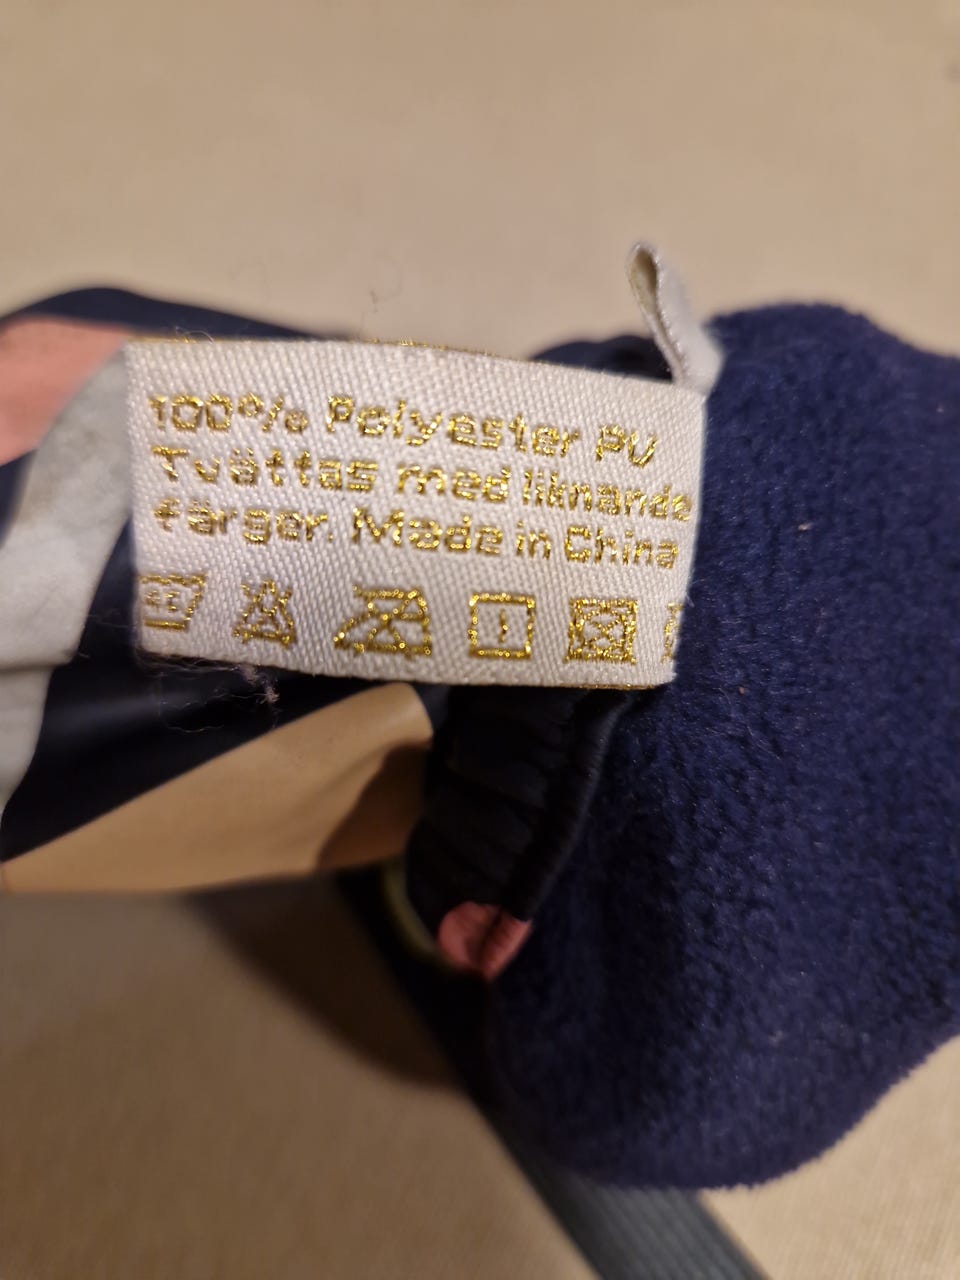 100% Polyester PU
Tvättas med liknande
färger. Made in China